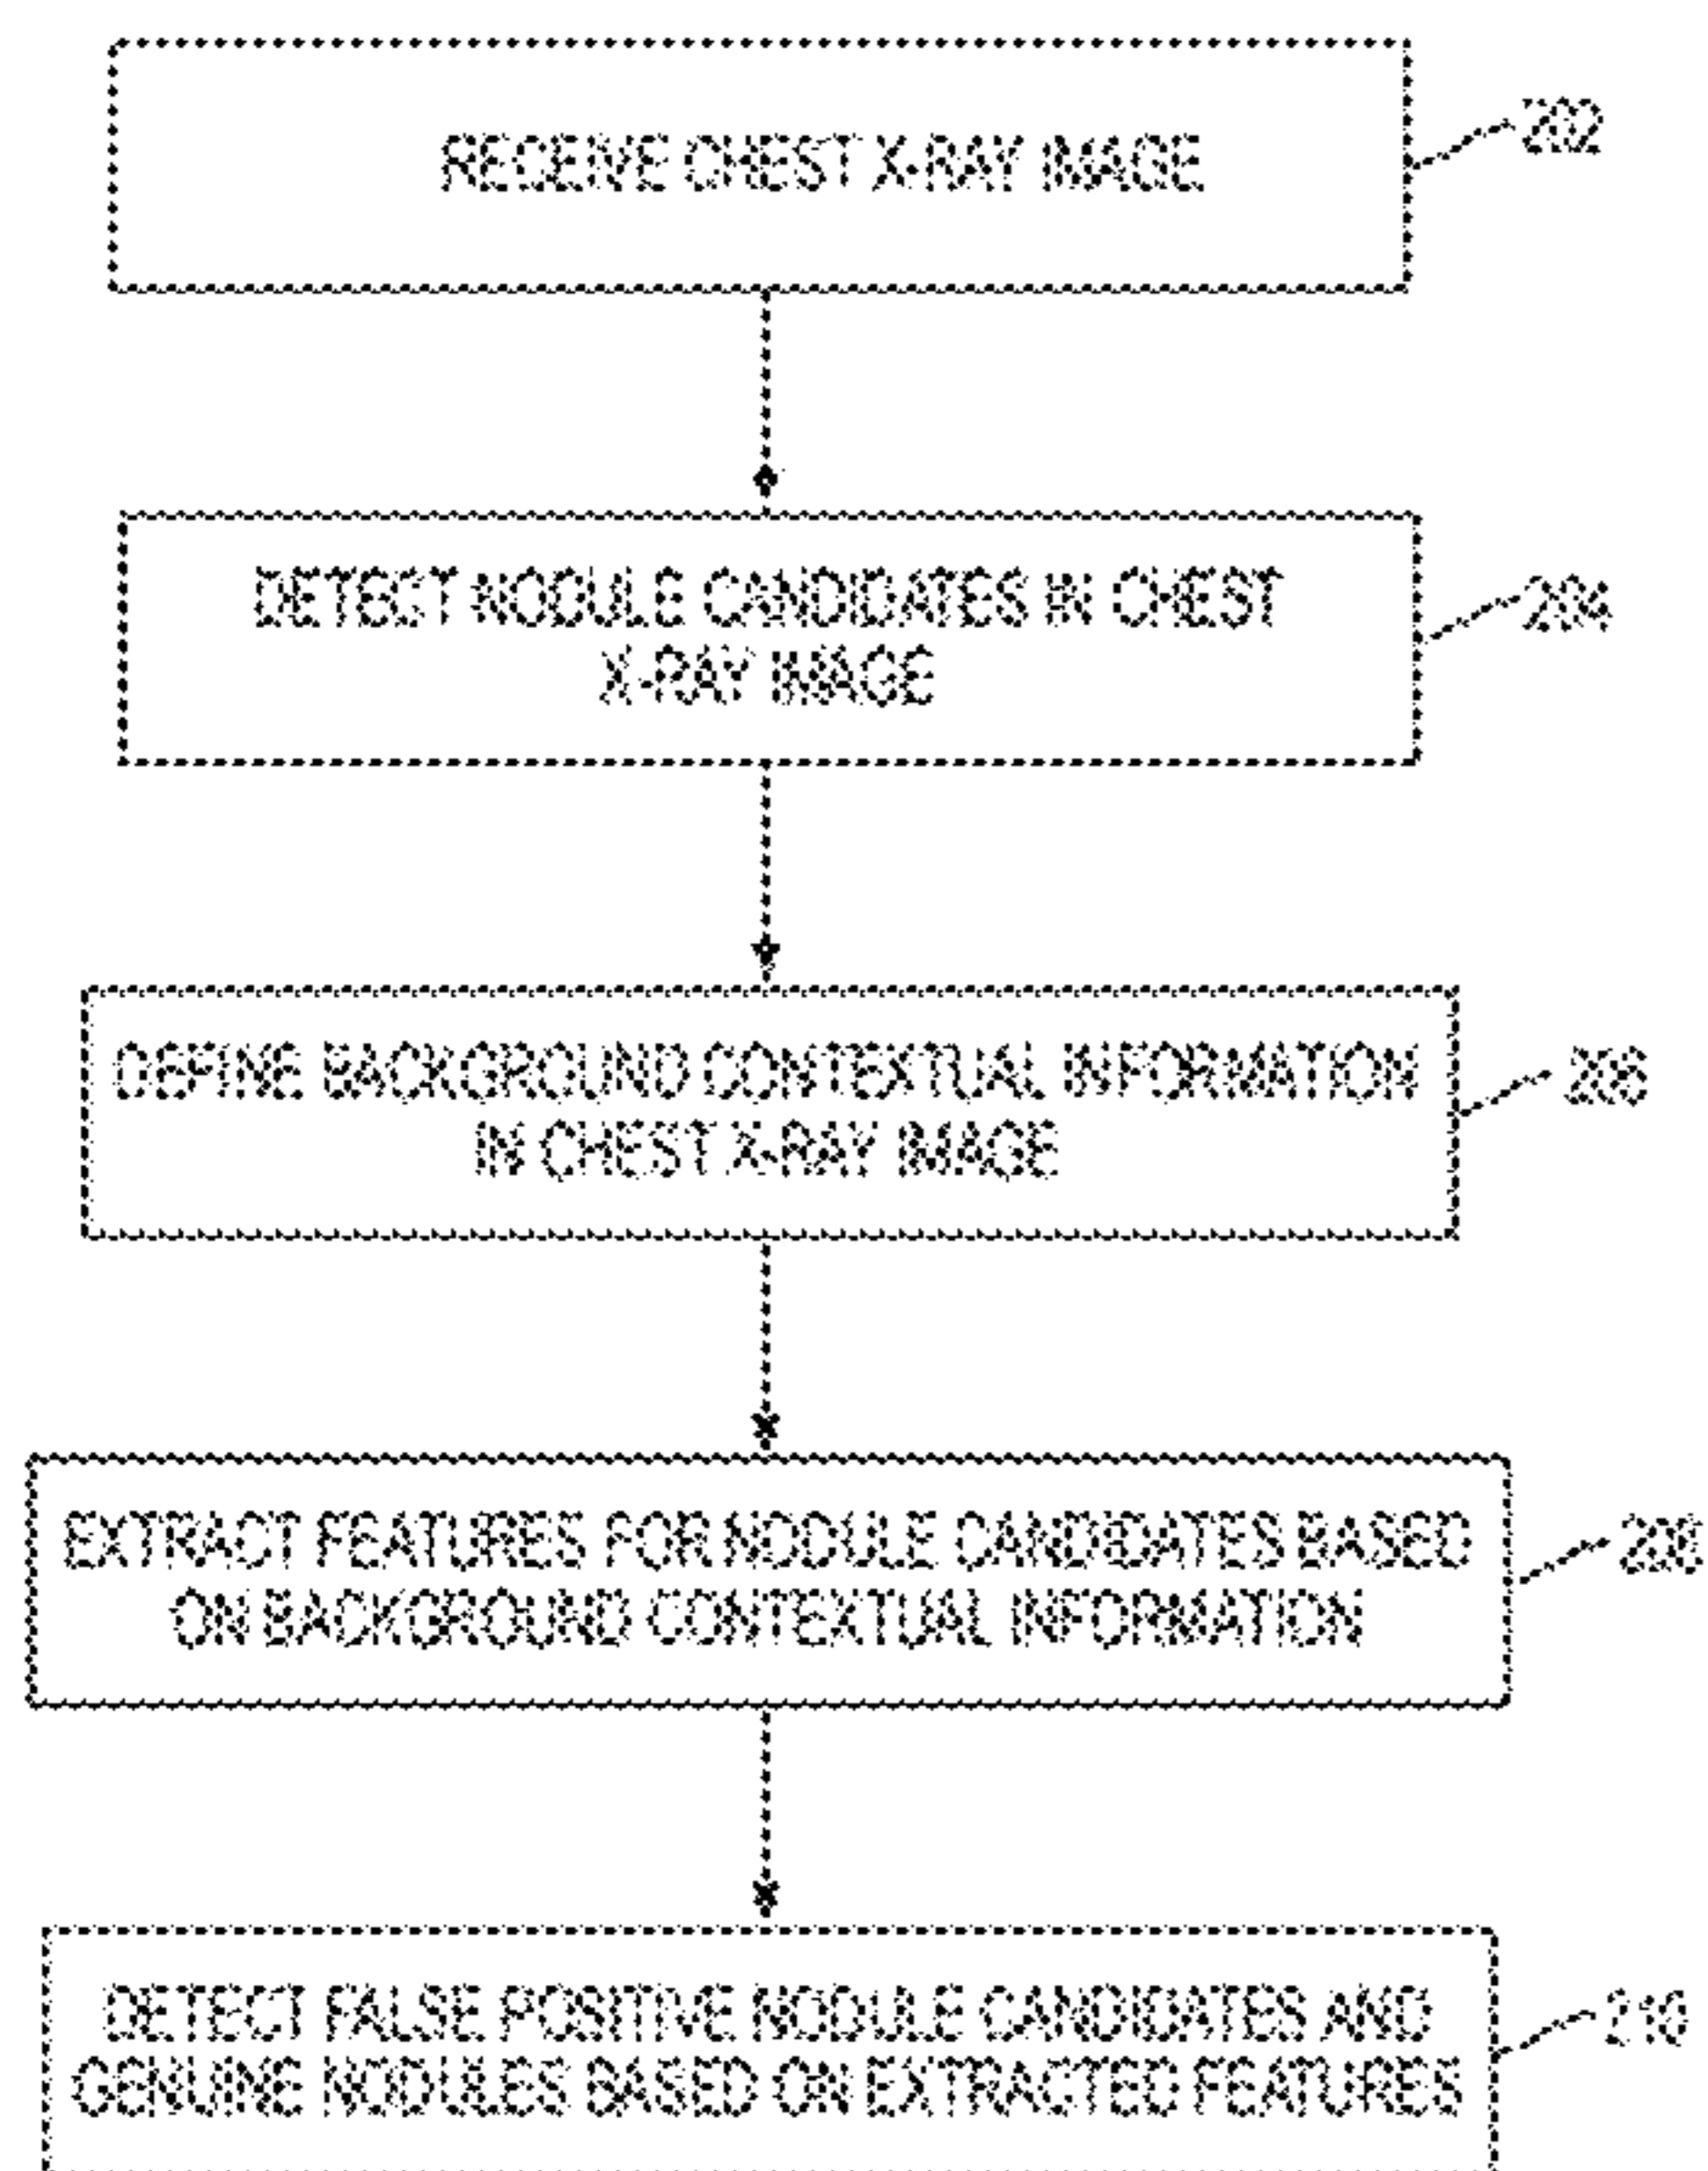 RECEIVE CHEST X-RAY IMAGE
202
DETECT NODULE CANDIDATES IN CHEST
X-RAY IMAGE
204
DEFINE BACKGROUND CONTEXTUAL INFORMATION
IN CHEST X-RAY IMAGE
206
EXTRACT FEATURES FOR NODULE CANDIDATES BASED
ON BACKGROUND CONTEXTUAL INFORMATION
208
DETECT FALSE POSITIVE NODULE CANDIDATES AND
GENUINE NODULES BASED ON EXTRACTED FEATURES
210